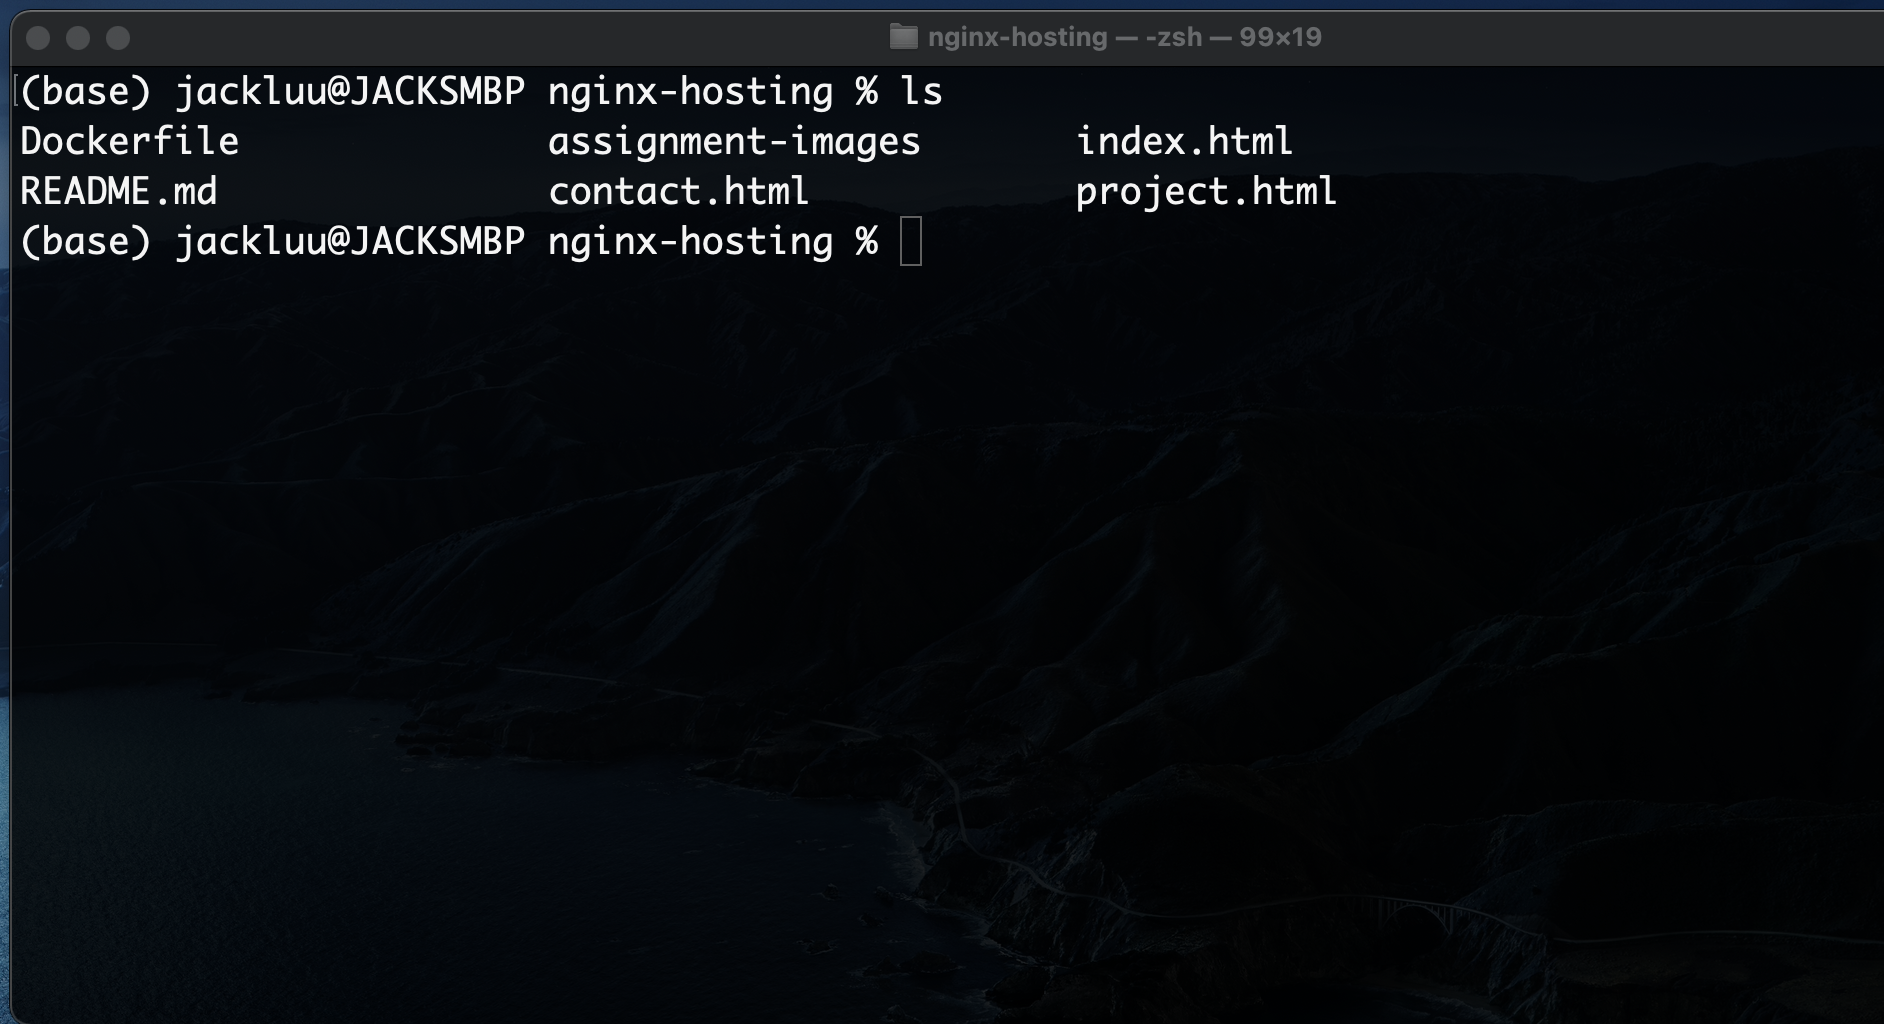 nginx-hosting — -zsh — 99×19
(base) jackluu@JACKSMBP nginx-hosting % ls
Dockerfile assignment-images index.html
README.md contact.html project.html
(base) jackluu@JACKSMBP nginx-hosting %